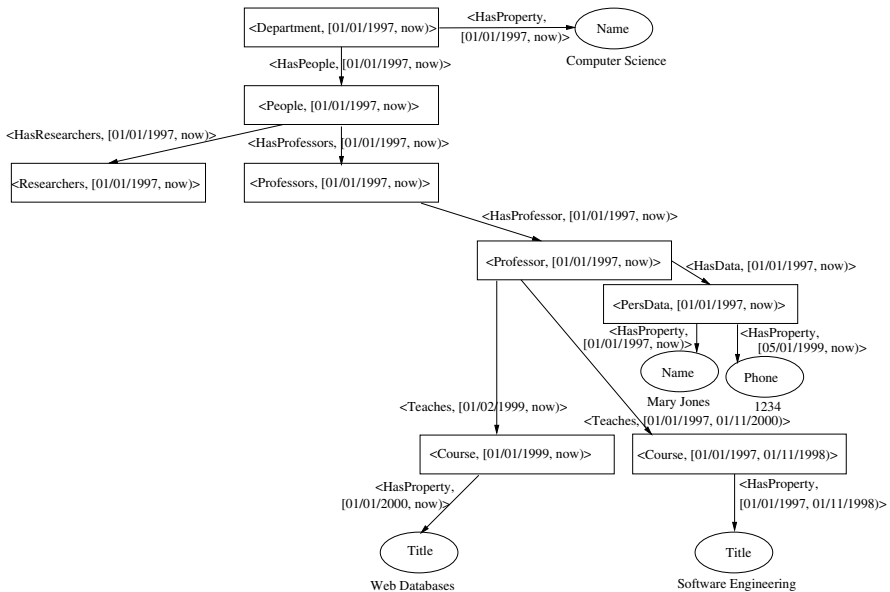 <Department, [01/01/1997, now)>
<HasProperty,
[01/01/1997, now)>
Name
Computer Science
<HasPeople, [01/01/1997, now)>
<People, [01/01/1997, now)>
<HasResearchers, [01/01/1997, now)>
<HasProfessors, [01/01/1997, now)>
<Researchers, [01/01/1997, now)>
<Professors, [01/01/1997, now)>
<HasProfessor, [01/01/1997, now)>
<Professor, [01/01/1997, now)>
<HasData, [01/01/1997, now)>
<PersData, [01/01/1997, now)>
<HasProperty,
[01/01/1997, now)>
<HasProperty,
[05/01/1999, now)>
Name
Mary Jones
Phone
1234
<Teaches, [01/02/1999, now)>
<Teaches, [01/01/1997, 01/11/2000)>
<Course, [01/01/1999, now)>
<Course, [01/01/1997, 01/11/1998)>
<HasProperty,
[01/01/2000, now)>
<HasProperty,
[01/01/1997, 01/11/1998)>
Title
Web Databases
Title
Software Engineering